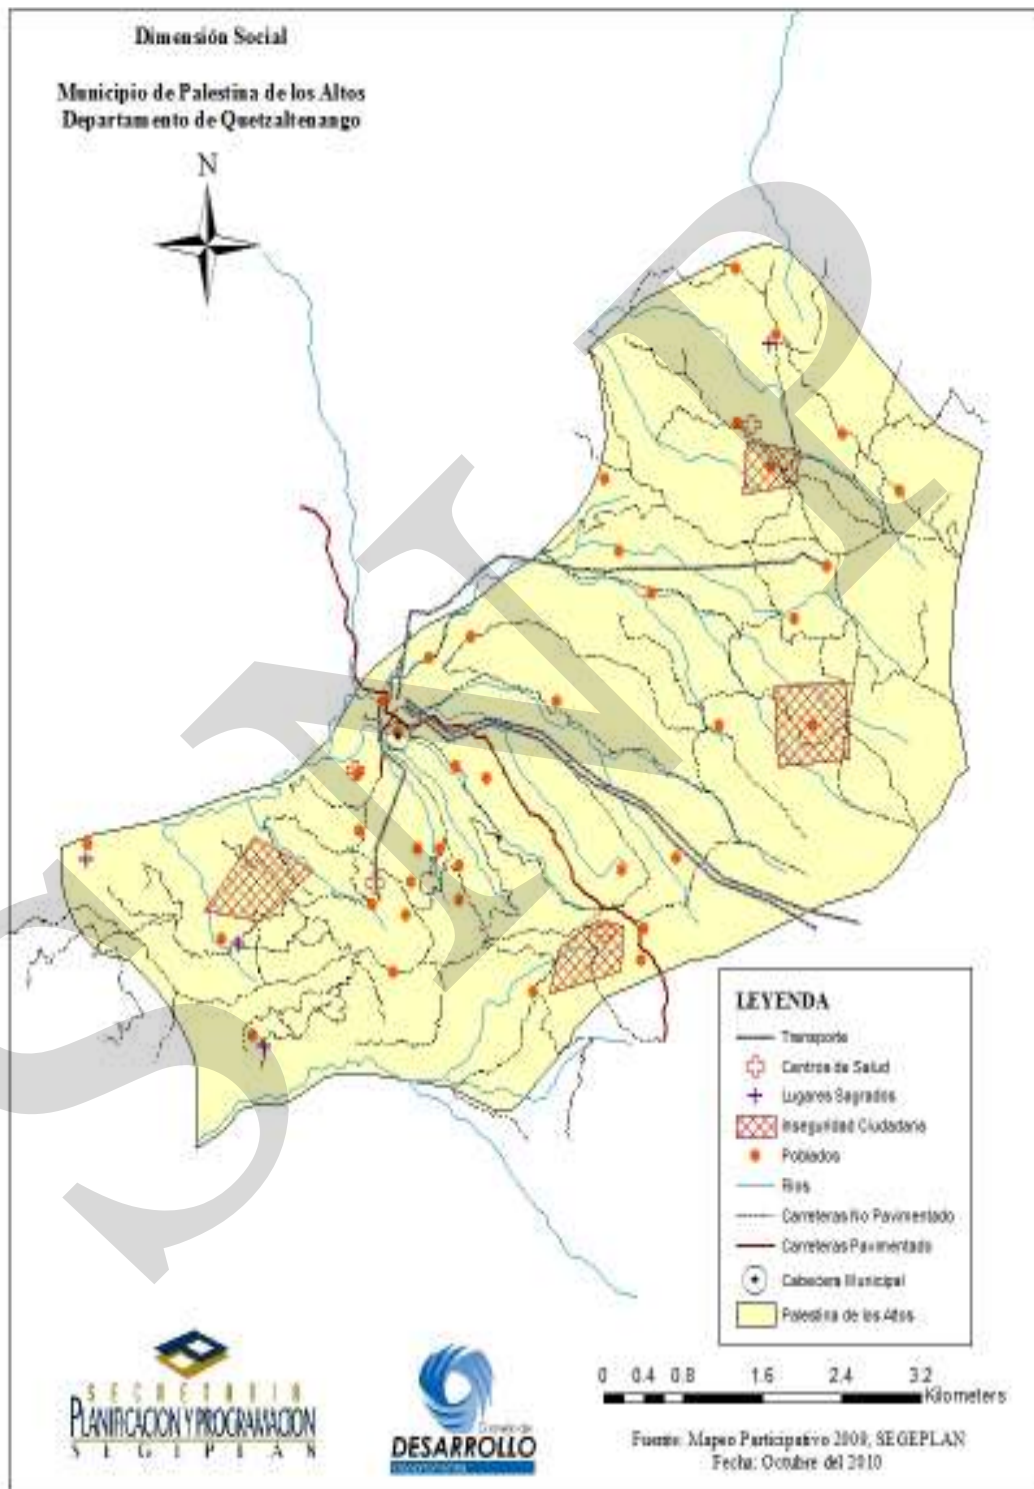 Dimensión Social
Municipio de Palestina de los Altos
Departamento de Quetzaltenango
N
SINIP
LEYENDA
Transporte
Centros de Salud
Lugares Sagrados
Inseguridad Ciudadana
Poblados
Rios
Carreteras No Pavimentado
Carreteras Pavimentado
Cabecera Municipal
Palestina de los Altos
0 0.4 0.8 1.6 2.4 3.2
Kilometers
SECRETARIA
PLANIFICACION Y PROGRAMACION
SEGEPLAN
DESARROLLO
Fuente: Mapeo Participativo 2009, SEGEPLAN
Fecha: Octubre del 2010